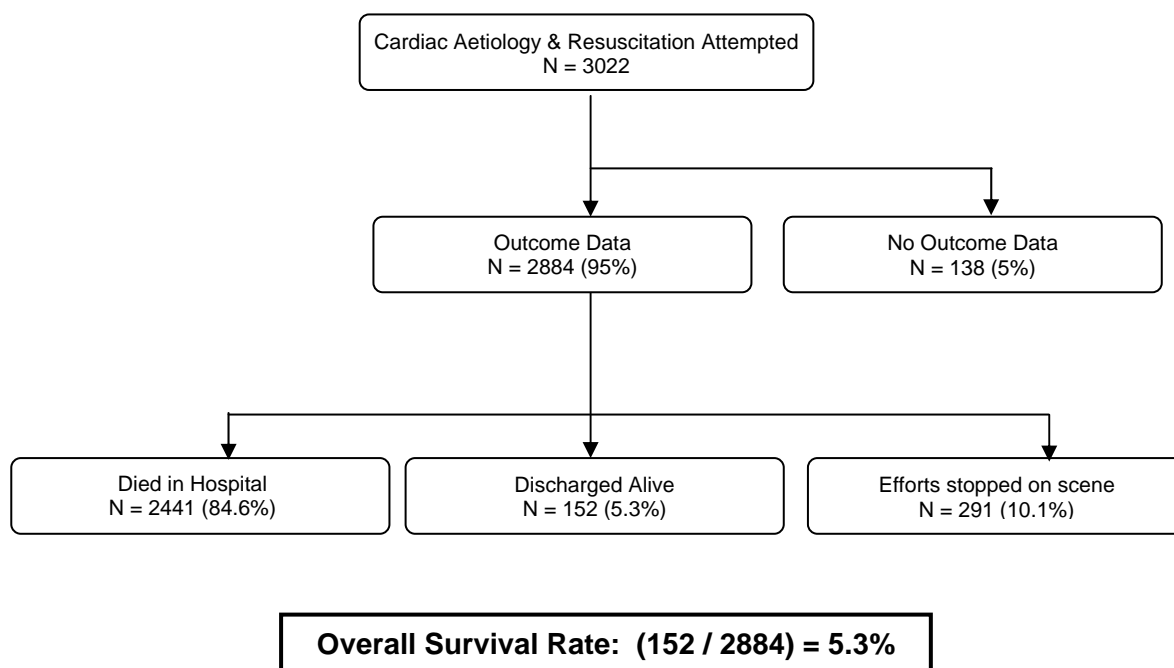 Cardiac Aetiology & Resuscitation Attempted
N = 3022
Outcome Data
N = 2884 (95%)
No Outcome Data
N = 138 (5%)
Died in Hospital
N = 2441 (84.6%)
Discharged Alive
N = 152 (5.3%)
Efforts stopped on scene
N = 291 (10.1%)
Overall Survival Rate: (152 / 2884) = 5.3%